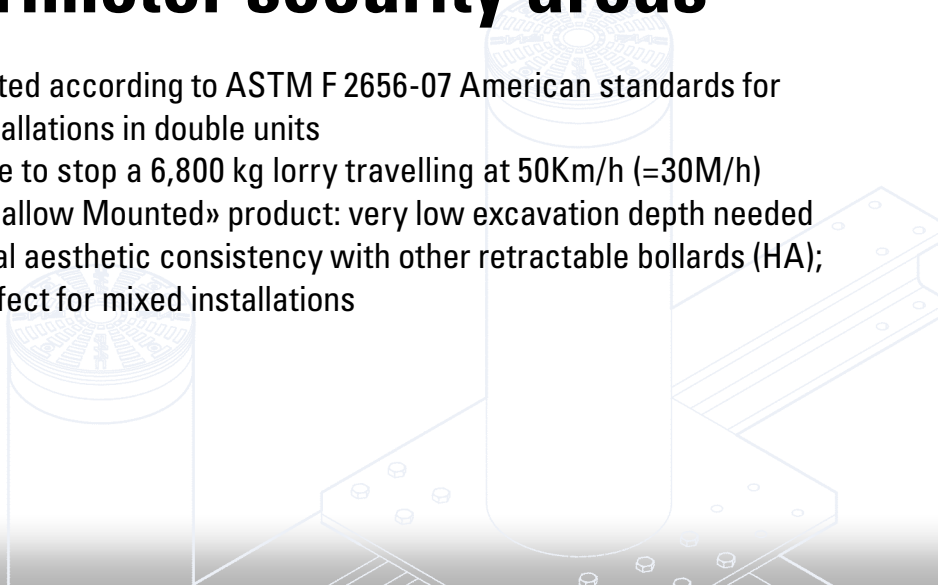 rimeter security areas
ted according to ASTM F 2656-07 American standards for
allations in double units
e to stop a 6,800 kg lorry travelling at 50Km/h (=30M/h)
allow Mounted» product: very low excavation depth needed
al aesthetic consistency with other retractable bollards (HA);
fect for mixed installations